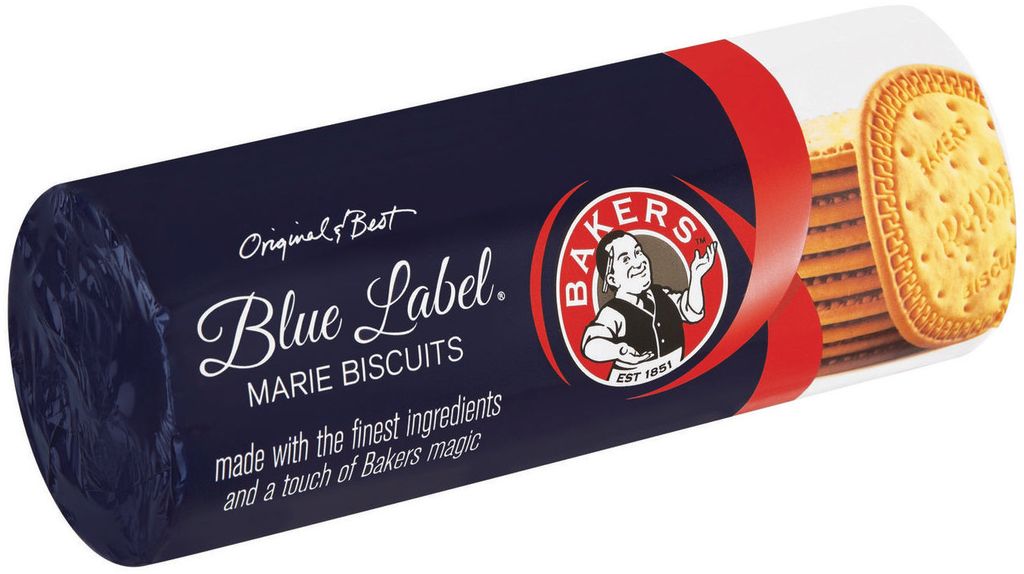 Original & Best
Blue Label®
MARIE BISCUITS
made with the finest ingredients
and a touch of Bakers magic
BAKERS™
EST 1851
BAKERS